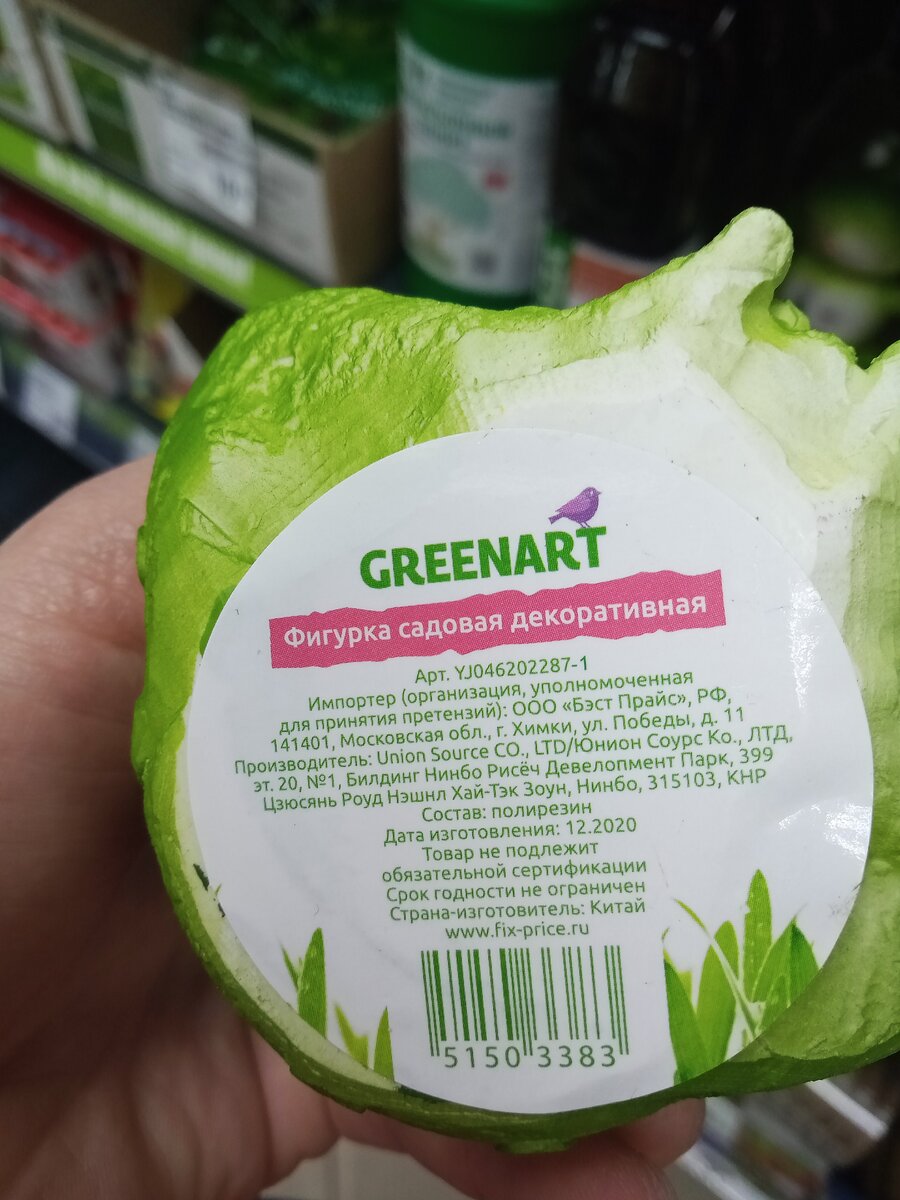 GREENART
Фигурка садовая декоративная
Арт. YJ046202287-1
Импортер (организация, уполномоченная
для принятия претензий): ООО «Бэст Прайс», РФ,
141401, Московская обл., г. Химки, ул. Победы, д. 11
Производитель: Union Source CO., LTD/Юнион Соурс Ко., ЛТД,
эт. 20, №1, Билдинг Нинбо Рисёч Девелопмент Парк, 399
Цзюсянь Роуд Нэшнл Хай-Тэк Зоун, Нинбо, 315103, КНР
Состав: полирезин
Дата изготовления: 12.2020
Товар не подлежит
обязательной сертификации
Срок годности не ограничен
Страна-изготовитель: Китай
www.fix-price.ru
5150 3383